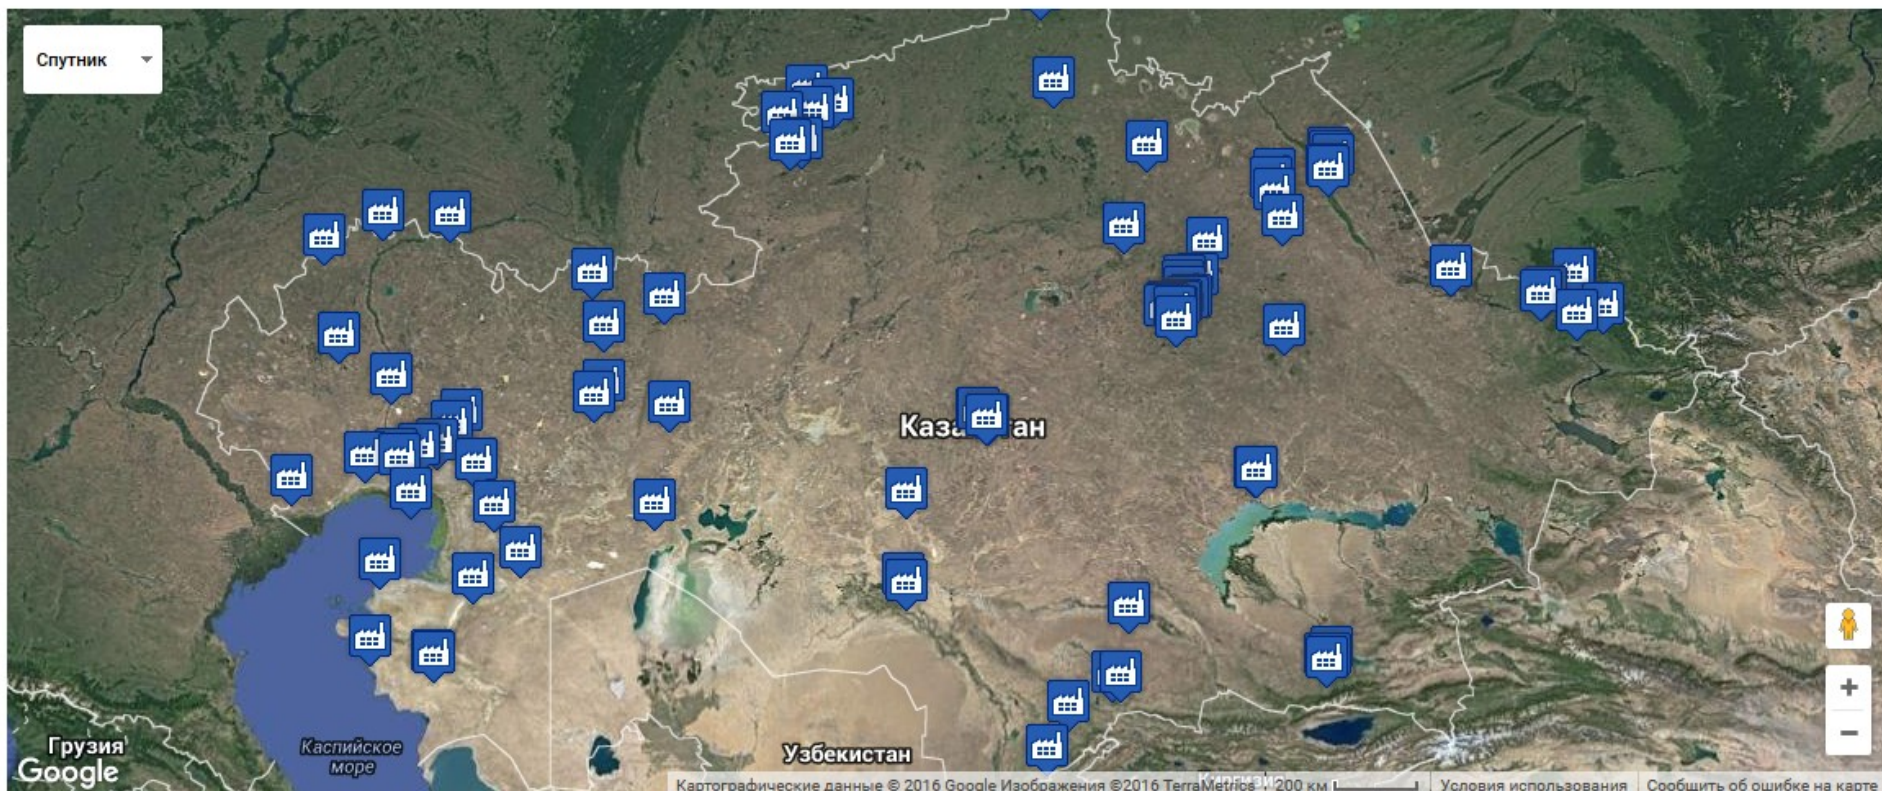 Спутник
Казахстан
Грузия
Каспийское
море
Узбекистан
Киргизия
Google
Картографические данные © 2016 Google Изображения ©2016 TerraMetrics
200 км
Условия использования
Сообщить об ошибке на карте